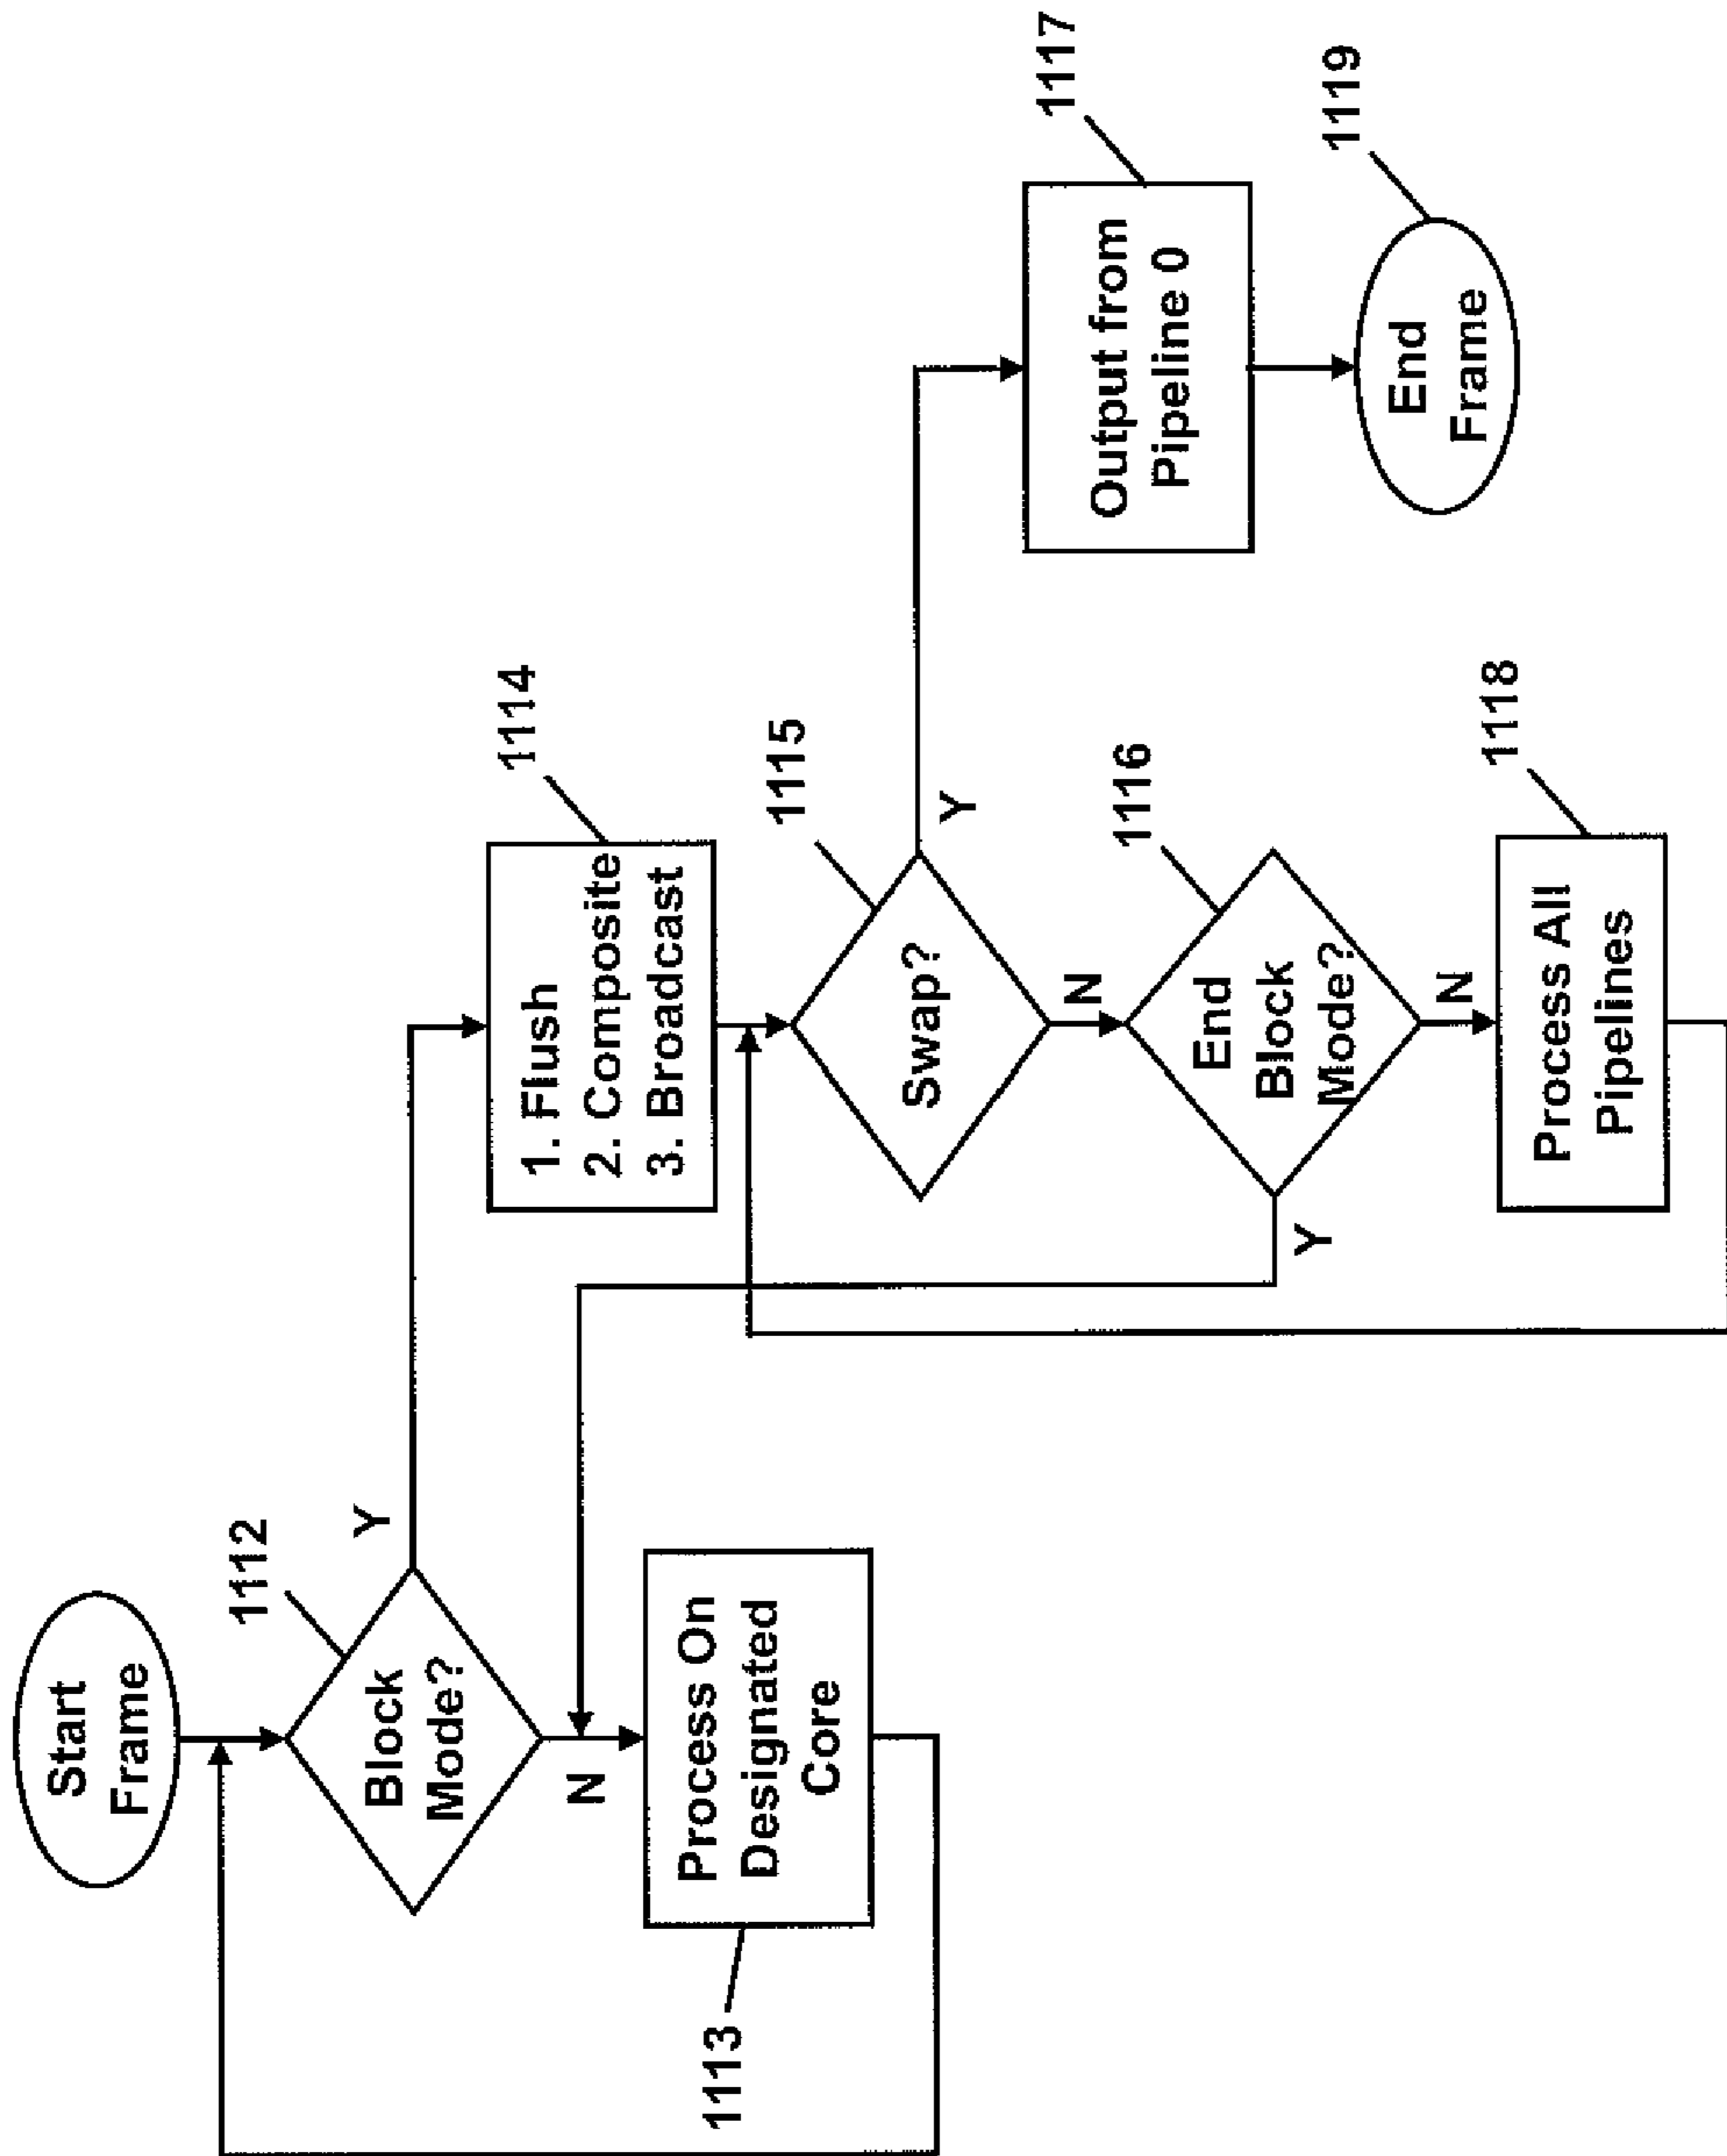 Start
Frame
1112
Block
Mode?
Y
N
Process On
Designated
Core
1113
1114
1. Flush
2. Composite
3. Broadcast
1115
Swap?
Y
N
1116
End
Block
Mode?
Y
N
1118
Process All
Pipelines
1117
Output from
Pipeline 0
1119
End
Frame